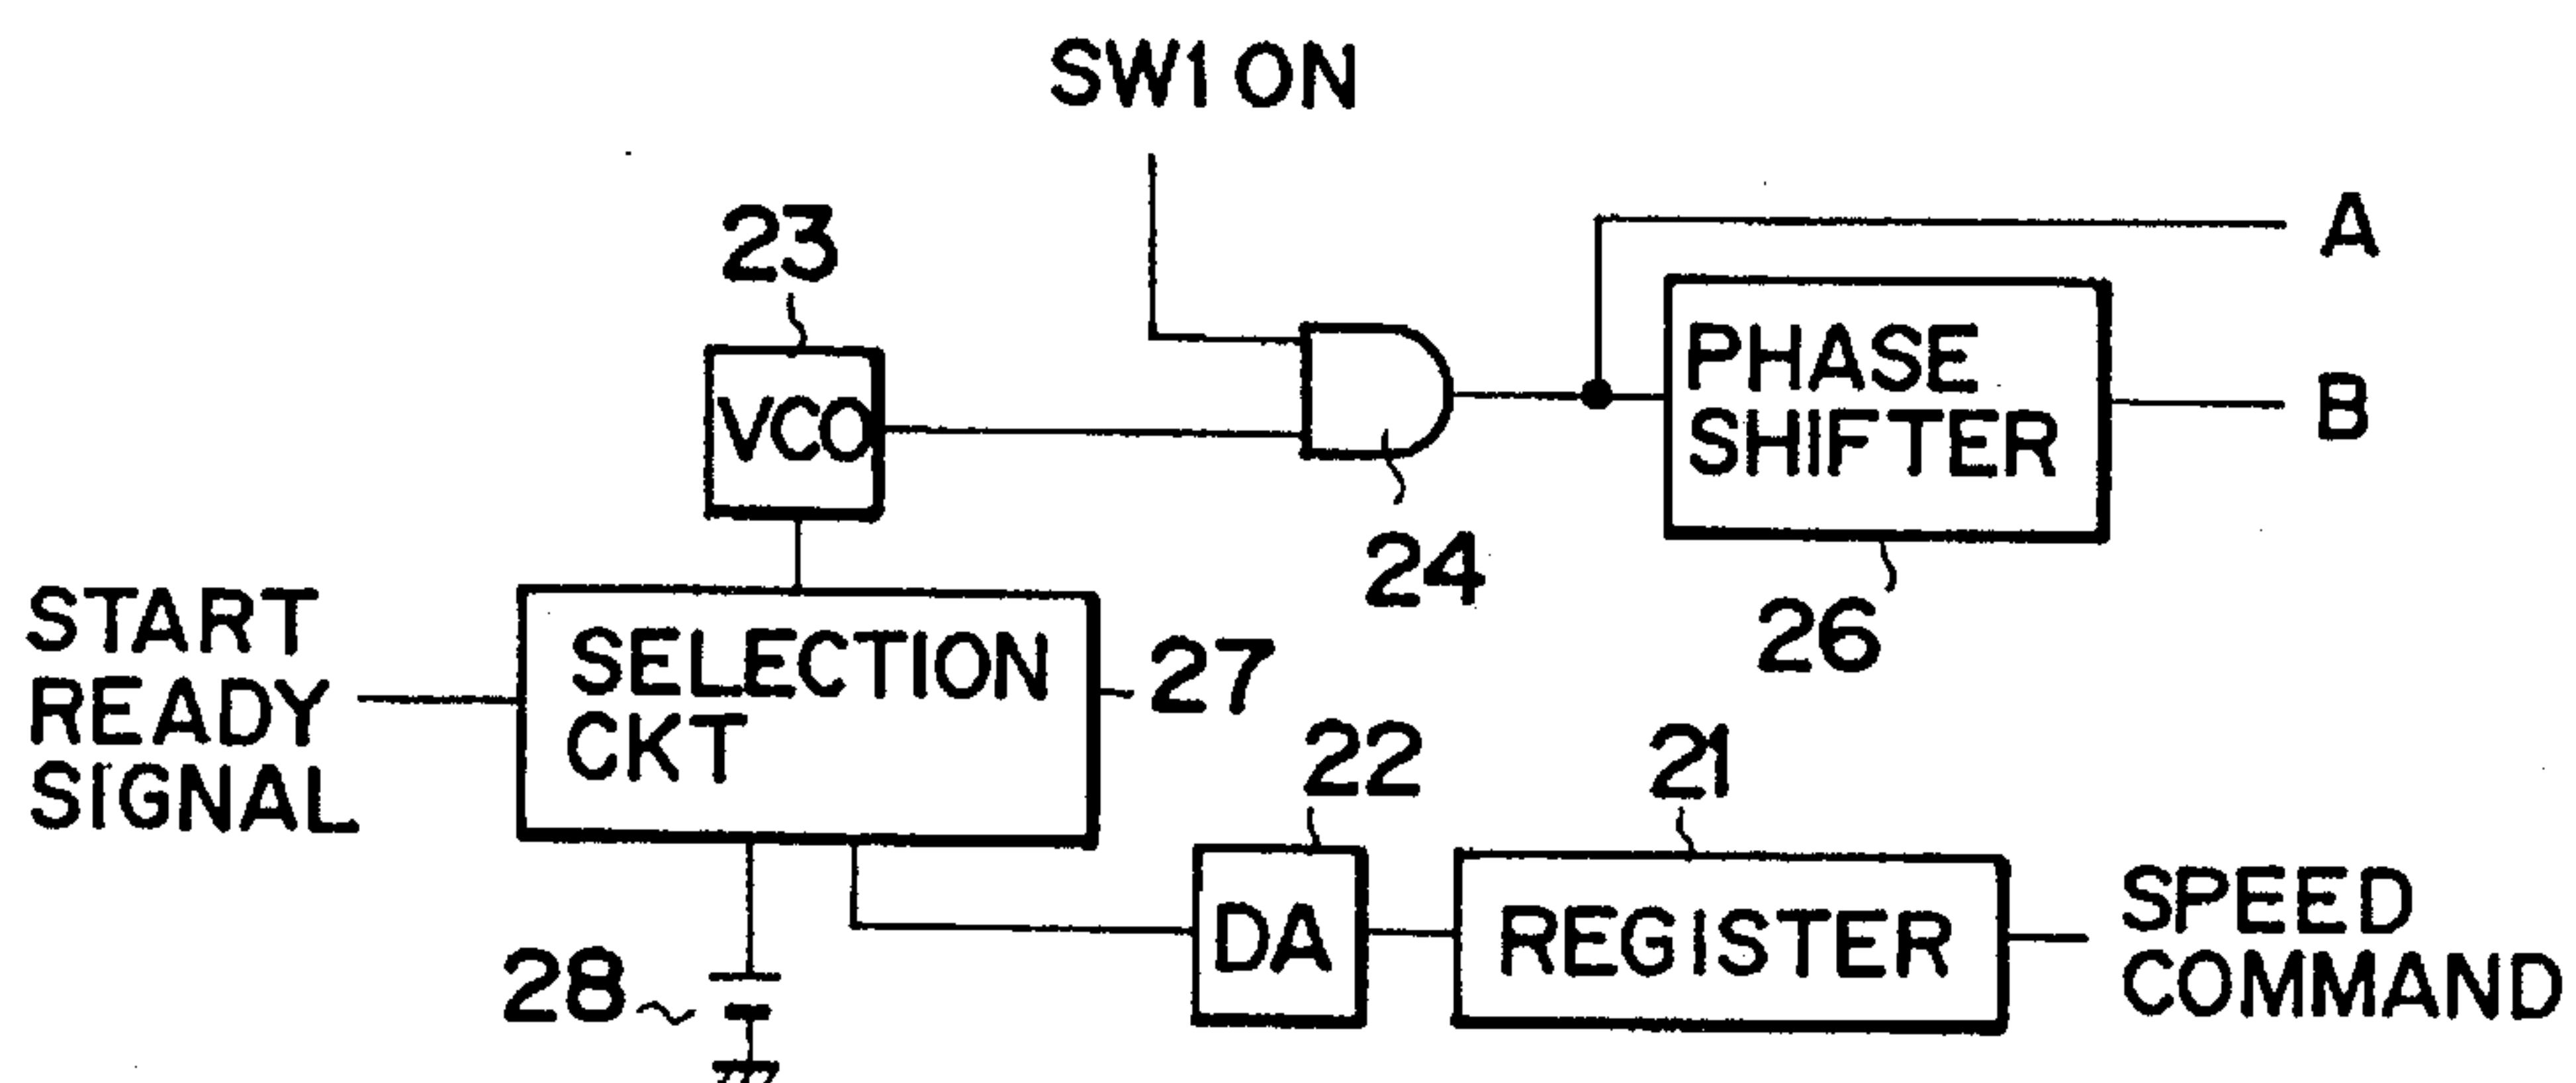 SW1 ON
23
A
VCO
PHASE
SHIFTER
B
24
26
START
READY
SIGNAL
SELECTION
CKT
27
22
21
28
DA
REGISTER
SPEED
COMMAND